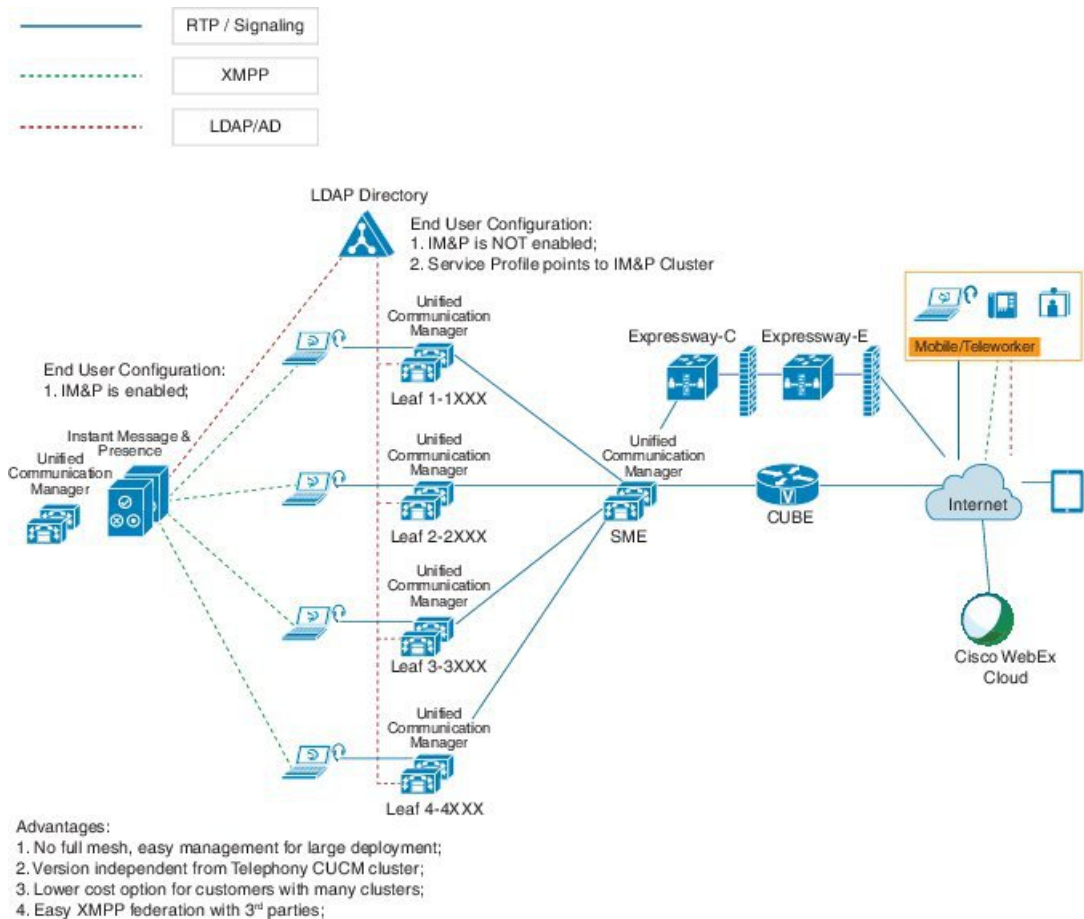 RTP / Signaling
XMPP
LDAP/AD
LDAP Directory
End User Configuration:
1. IM&P is NOT enabled;
2. Service Profile points to IM&P Cluster
Unified
Communication
Manager
Leaf 1-1XXX
Expressway-C
Expressway-E
Mobile/Teleworker
End User Configuration:
1. IM&P is enabled;
Instant Message &
Presence
Unified
Communication
Manager
Unified
Communication
Manager
Leaf 2-2XXX
Unified
Communication
Manager
SME
V
CUBE
Internet
Unified
Communication
Manager
Leaf 3-3XXX
Cisco WebEx
Cloud
Unified
Communication
Manager
Leaf 4-4XXX
Advantages:
1. No full mesh, easy management for large deployment;
2. Version independent from Telephony CUCM cluster;
3. Lower cost option for customers with many clusters;
4. Easy XMPP federation with 3rd parties;